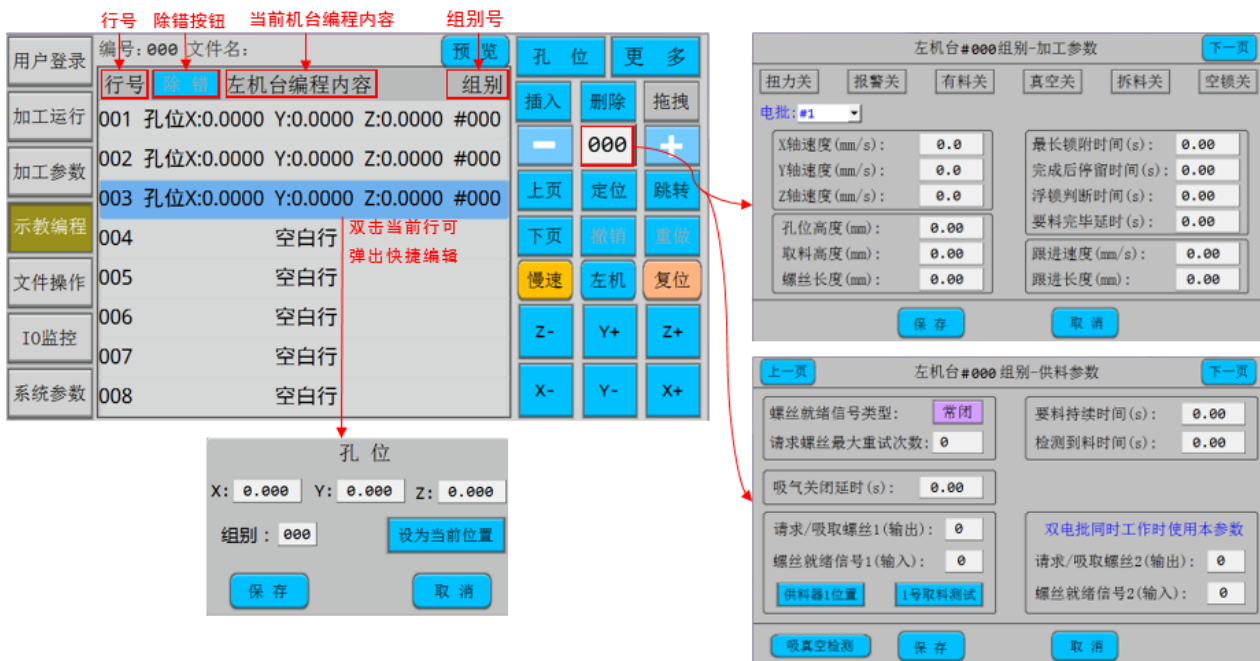 行号 除错按钮 当前机台编程内容 组别号
用户登录
加工运行
加工参数
示教编程
文件操作
IO监控
系统参数
编号:000 文件名: 预 览
行号 除 错 左机台编程内容 组别
001 孔位X:0.0000 Y:0.0000 Z:0.0000 #000
002 孔位X:0.0000 Y:0.0000 Z:0.0000 #000
003 孔位X:0.0000 Y:0.0000 Z:0.0000 #000
004 空白行
005 空白行
006 空白行
007 空白行
008 空白行
双击当前行可
弹出快捷编辑
孔 位 更 多
插入 删除 拖拽
− 000 +
上页 定位 跳转
下页 撤销 重做
慢速 左机 复位
Z- Y+ Z+
X- Y- X+
孔 位
X: 0.000 Y: 0.000 Z: 0.000
组别: 000 设为当前位置
保 存 取 消
左机台#000组别-加工参数 下一页
扭力关 报警关 有料关 真空关 拆料关 空锁关
电批: #1
X轴速度(mm/s): 0.0
Y轴速度(mm/s): 0.0
Z轴速度(mm/s): 0.0
孔位高度(mm): 0.00
取料高度(mm): 0.00
螺丝长度(mm): 0.00
最长锁附时间(s): 0.00
完成后停留时间(s): 0.00
浮锁判断时间(s): 0.00
要料完毕延时(s): 0.00
跟进速度(mm/s): 0.00
跟进长度(mm): 0.00
保 存 取 消
上一页 左机台#000组别-供料参数 下一页
螺丝就绪信号类型: 常闭
请求螺丝最大重试次数: 0
要料持续时间(s): 0.00
检测到料时间(s): 0.00
吸气关闭延时(s): 0.00
请求/吸取螺丝1(输出): 0
螺丝就绪信号1(输入): 0
供料器1位置 1号取料测试
双电批同时工作时使用本参数
请求/吸取螺丝2(输出): 0
螺丝就绪信号2(输入): 0
吸真空检测 保 存 取 消